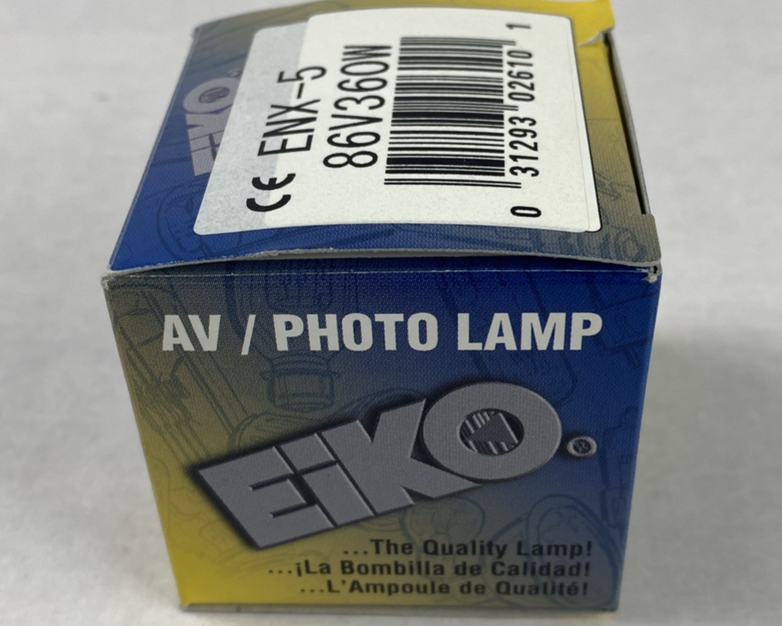 EiKO
CE ENX-5
86V360W
0 31293 02610 1
AV / PHOTO LAMP
EiKO®
...The Quality Lamp!
...¡La Bombilla de Calidad!
...L'Ampoule de Qualité!